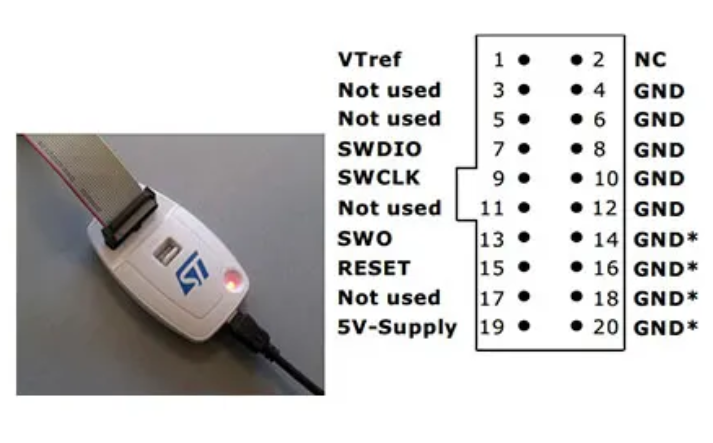 VTref 1 2 NC
Not used 3 4 GND
Not used 5 6 GND
SWDIO 7 8 GND
SWCLK 9 10 GND
Not used 11 12 GND
SWO 13 14 GND*
RESET 15 16 GND*
Not used 17 18 GND*
5V-Supply 19 20 GND*